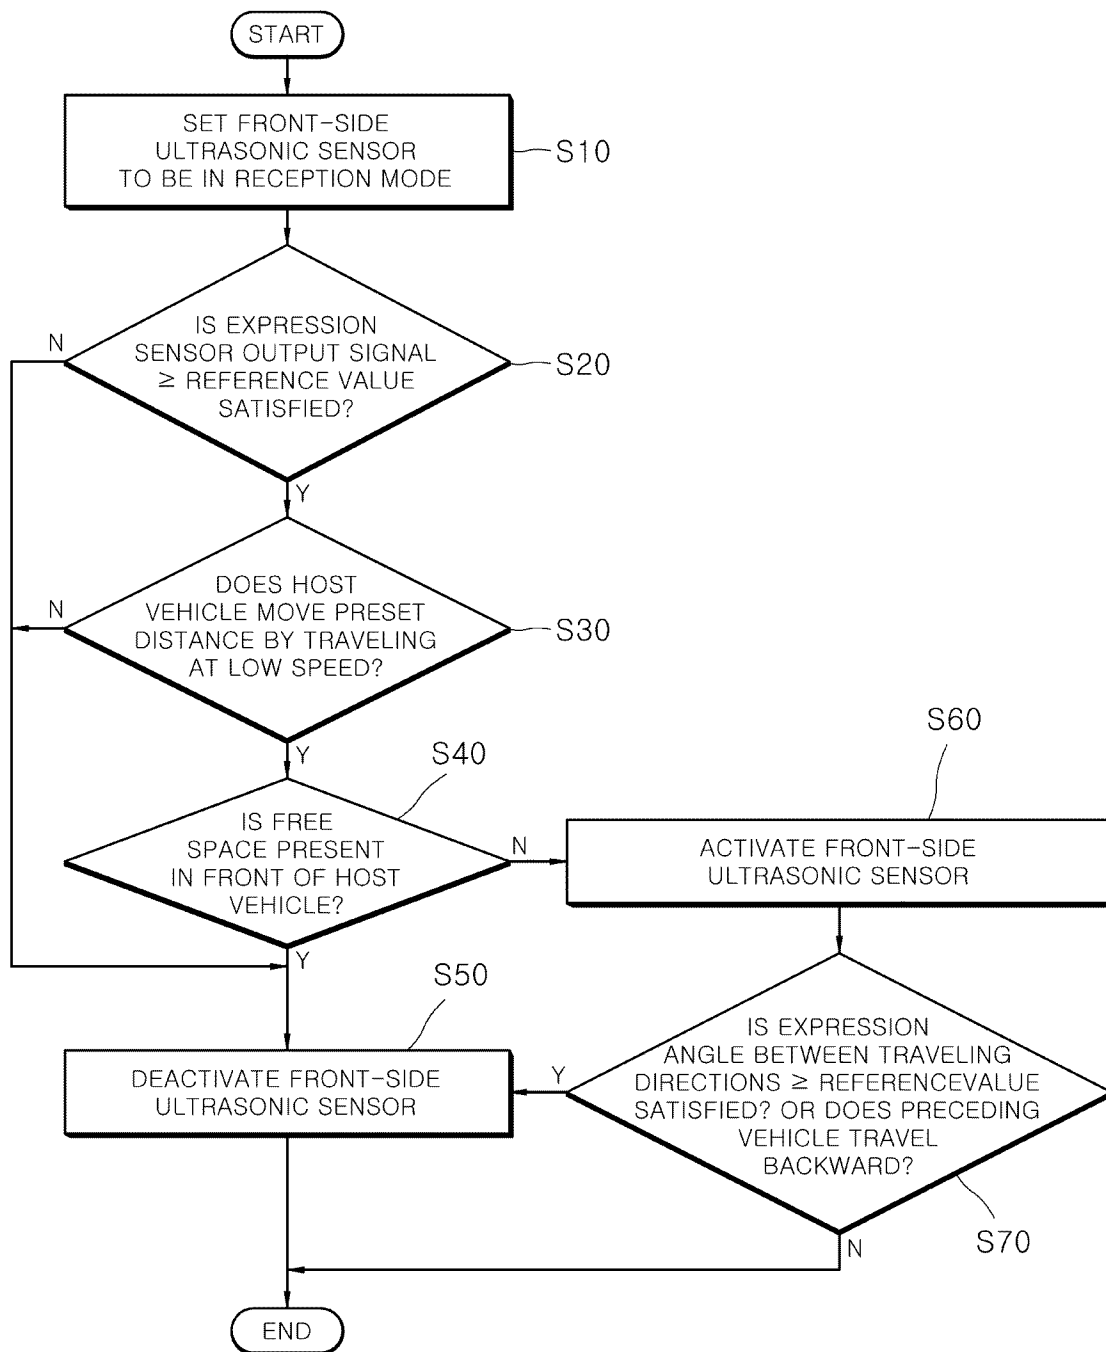 START
SET FRONT-SIDE
ULTRASONIC SENSOR
TO BE IN RECEPTION MODE
S10
IS EXPRESSION
SENSOR OUTPUT SIGNAL
≥ REFERENCE VALUE
SATISFIED?
S20
N
Y
DOES HOST
VEHICLE MOVE PRESET
DISTANCE BY TRAVELING
AT LOW SPEED?
S30
N
Y
S40
IS FREE
SPACE PRESENT
IN FRONT OF HOST
VEHICLE?
N
Y
S60
ACTIVATE FRONT-SIDE
ULTRASONIC SENSOR
S50
DEACTIVATE FRONT-SIDE
ULTRASONIC SENSOR
Y
IS EXPRESSION
ANGLE BETWEEN TRAVELING
DIRECTIONS ≥ REFERENCEVALUE
SATISFIED? OR DOES PRECEDING
VEHICLE TRAVEL
BACKWARD?
S70
N
END